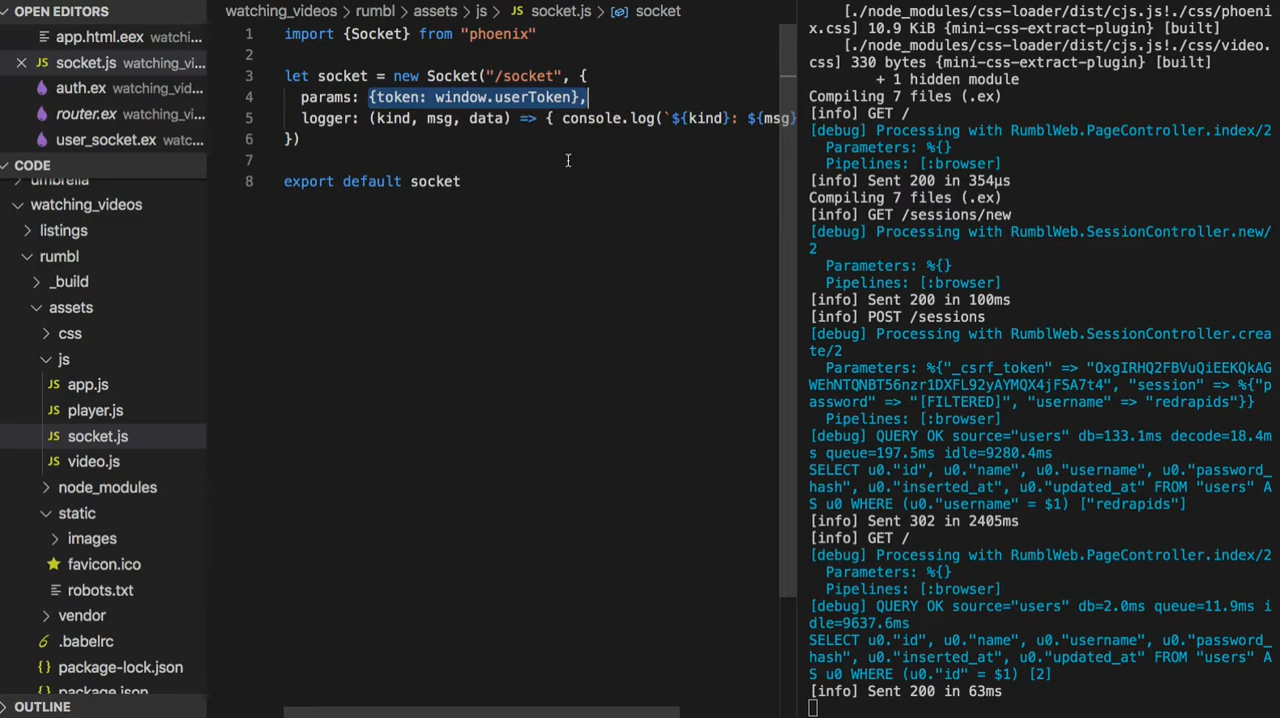 OPEN EDITORS
app.html.eex watchi...
socket.js watching_vi...
auth.ex watching_vide...
router.ex watching_vi...
user_socket.ex watc...
CODE
umbrella
watching_videos
listings
rumbl
_build
assets
css
js
app.js
player.js
socket.js
video.js
node_modules
static
images
favicon.ico
robots.txt
vendor
.babelrc
package-lock.json
package.json
OUTLINE
watching_videos > rumbl > assets > js > JS socket.js > socket
1 import {Socket} from "phoenix"
2
3 let socket = new Socket("/socket", {
4 params: {token: window.userToken},
5 logger: (kind, msg, data) => { console.log(`${kind}: ${msg}
6 })
7
8 export default socket
[./node_modules/css-loader/dist/cjs.js!./css/phoeni
x.css] 10.9 KiB {mini-css-extract-plugin} [built]
[./node_modules/css-loader/dist/cjs.js!./css/video.
css] 330 bytes {mini-css-extract-plugin} [built]
+ 1 hidden module
Compiling 7 files (.ex)
[info] GET /
[debug] Processing with RumblWeb.PageController.index/2
Parameters: %{}
Pipelines: [:browser]
[info] Sent 200 in 354µs
Compiling 7 files (.ex)
[info] GET /sessions/new
[debug] Processing with RumblWeb.SessionController.new/
2
Parameters: %{}
Pipelines: [:browser]
[info] Sent 200 in 100ms
[info] POST /sessions
[debug] Processing with RumblWeb.SessionController.crea
te/2
Parameters: %{"_csrf_token" => "OxgIRHQ2FBVuQiEEKQkAG
WEhNTQNBT56nzr1DXFL92yAYMQX4jFSA7t4", "session" => %{"p
assword" => "[FILTERED]", "username" => "redrapids"}}
Pipelines: [:browser]
[debug] QUERY OK source="users" db=133.1ms decode=18.4m
s queue=197.5ms idle=9280.4ms
SELECT u0."id", u0."name", u0."username", u0."password_
hash", u0."inserted_at", u0."updated_at" FROM "users" A
S u0 WHERE (u0."username" = $1) ["redrapids"]
[info] Sent 302 in 2405ms
[info] GET /
[debug] Processing with RumblWeb.PageController.index/2
Parameters: %{}
Pipelines: [:browser]
[debug] QUERY OK source="users" db=2.0ms queue=11.9ms i
dle=9637.6ms
SELECT u0."id", u0."name", u0."username", u0."password_
hash", u0."inserted_at", u0."updated_at" FROM "users" A
S u0 WHERE (u0."id" = $1) [2]
[info] Sent 200 in 63ms